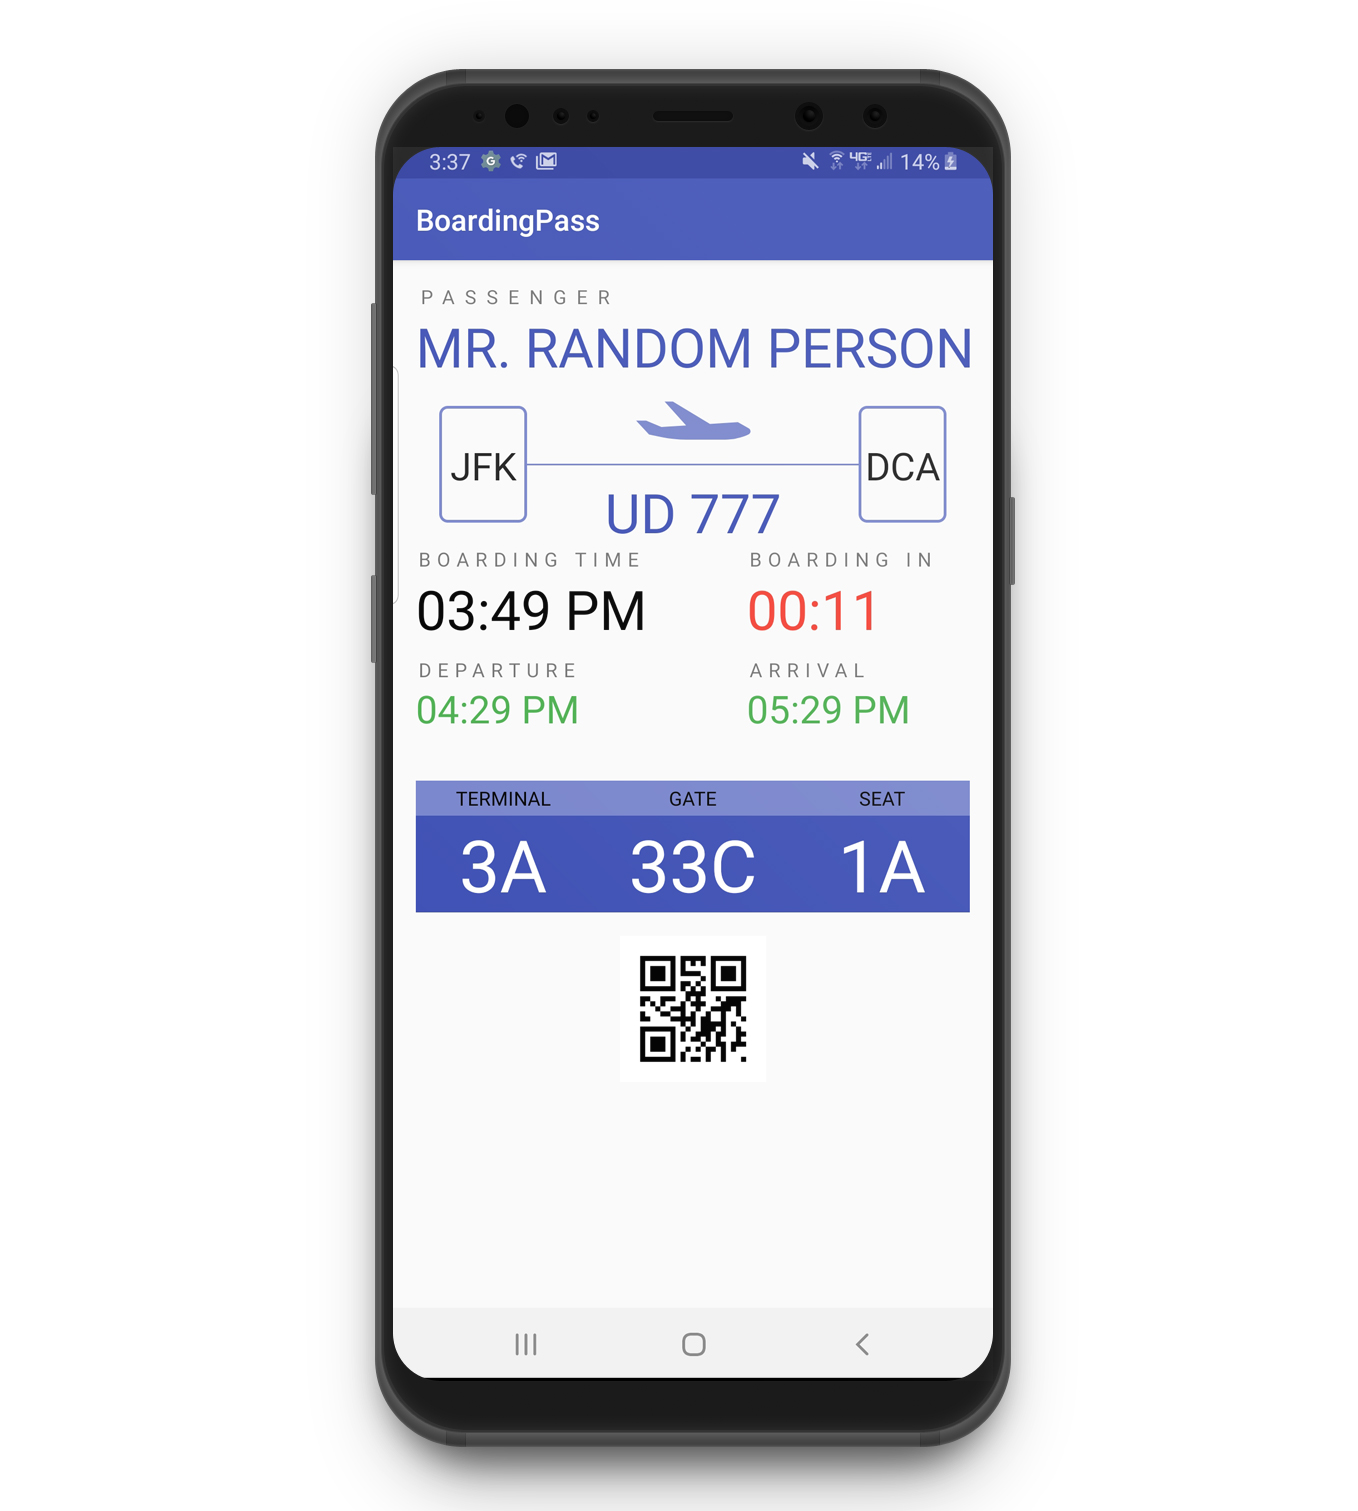 3:37 G 4GE 14%
BoardingPass
PASSENGER
MR. RANDOM PERSON
JFK DCA
UD 777
BOARDING TIME BOARDING IN
03:49 PM 00:11
DEPARTURE ARRIVAL
04:29 PM 05:29 PM
TERMINAL GATE SEAT
3A 33C 1A